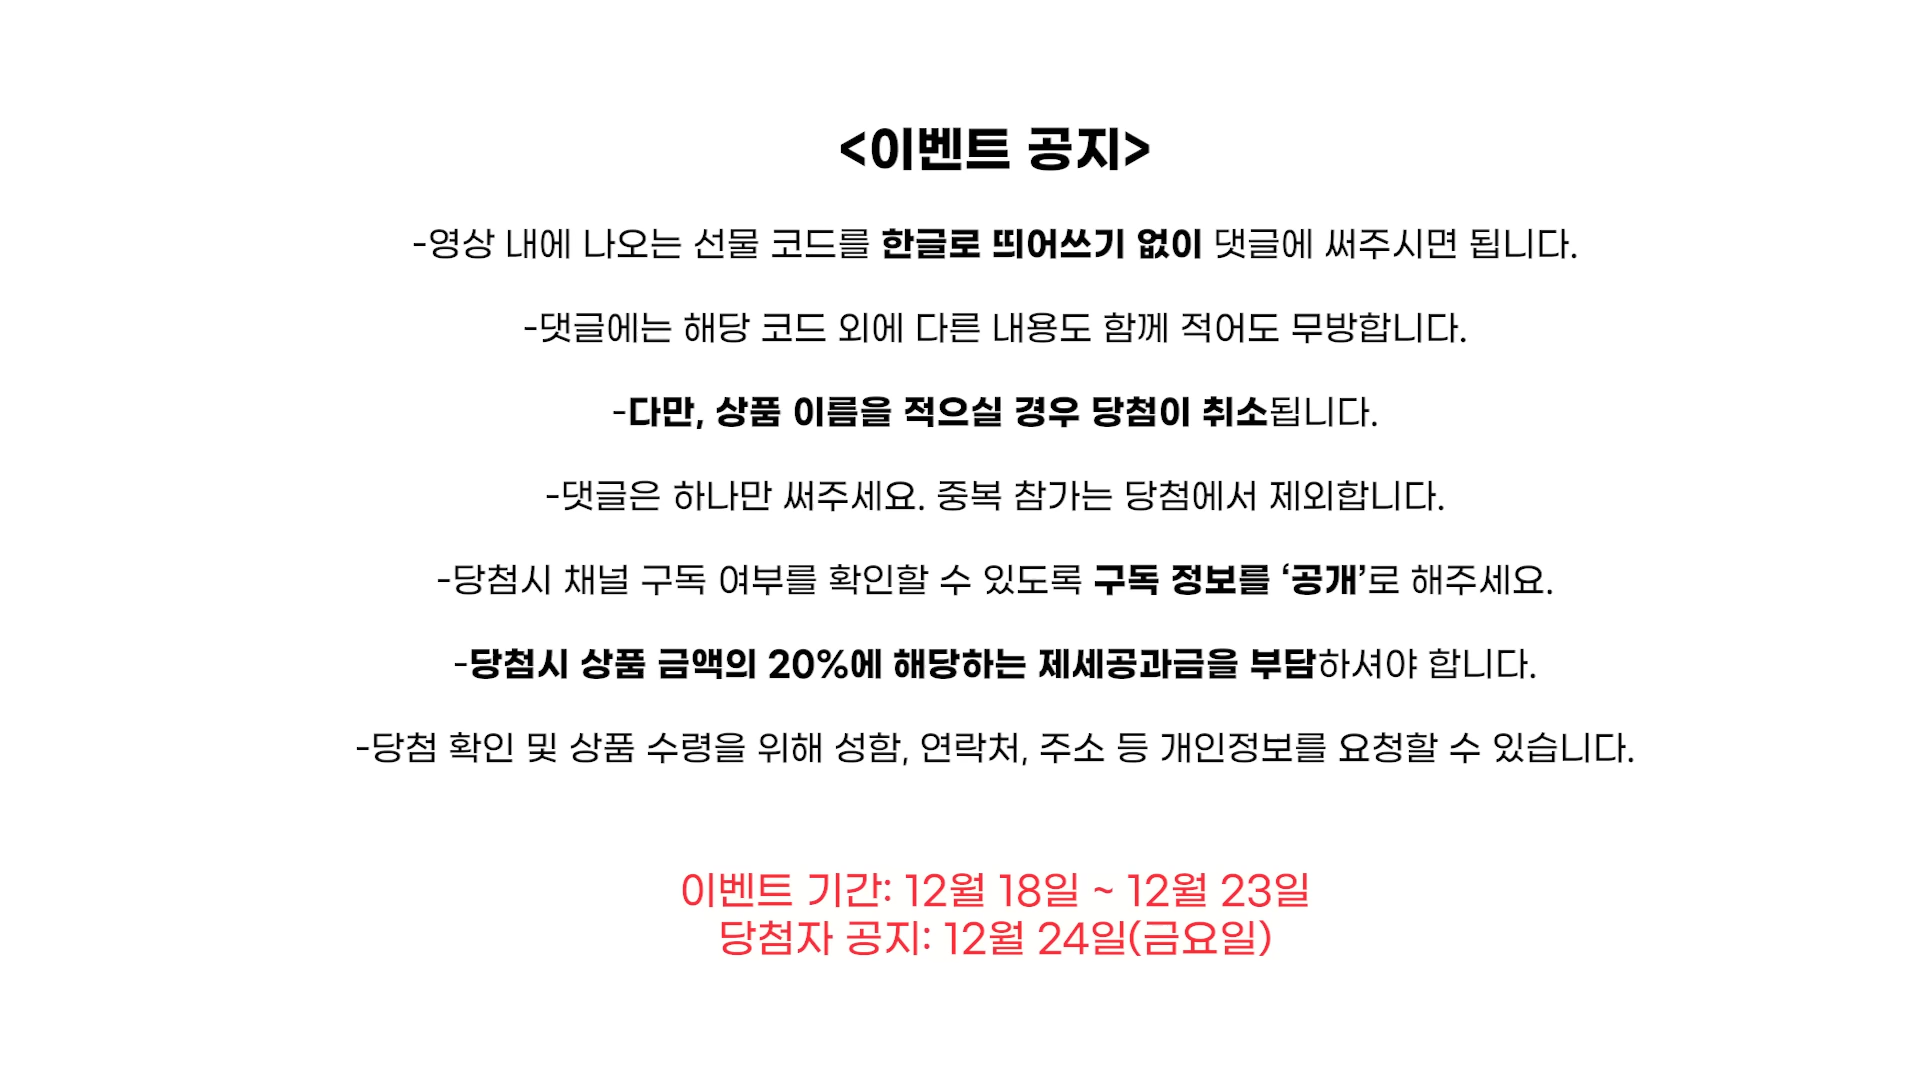 <이벤트 공지>
-영상 내에 나오는 선물 코드를 한글로 띄어쓰기 없이 댓글에 써주시면 됩니다.
-댓글에는 해당 코드 외에 다른 내용도 함께 적어도 무방합니다.
-다만, 상품 이름을 적으실 경우 당첨이 취소됩니다.
-댓글은 하나만 써주세요. 중복 참가는 당첨에서 제외합니다.
-당첨시 채널 구독 여부를 확인할 수 있도록 구독 정보를 ‘공개’로 해주세요.
-당첨시 상품 금액의 20%에 해당하는 제세공과금을 부담하셔야 합니다.
-당첨 확인 및 상품 수령을 위해 성함, 연락처, 주소 등 개인정보를 요청할 수 있습니다.
이벤트 기간: 12월 18일 ~ 12월 23일
당첨자 공지: 12월 24일(금요일)